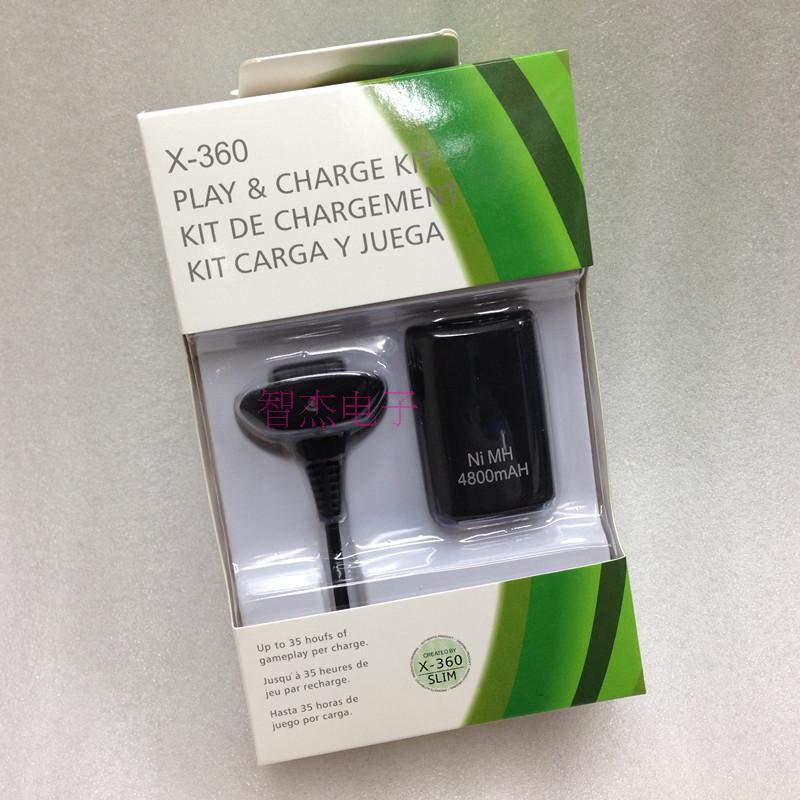 X-360
PLAY & CHARGE KIT
KIT DE CHARGEMENT
KIT CARGA Y JUEGA
智杰电子
Ni MH
4800mAH
Up to 35 houfs of
gameplay per charge.
Jusqu'à 35 heures de
jeu par recharge.
Hasta 35 horas de
juego por carga.
CREATED BY
X-360
SLIM